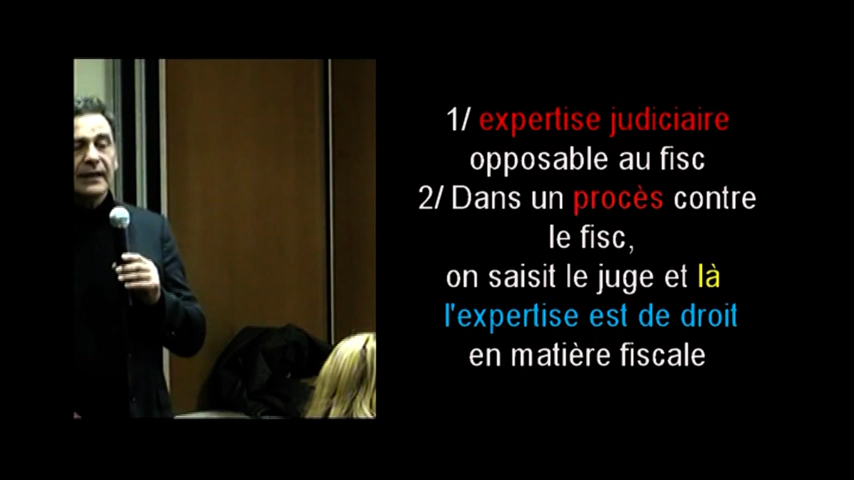 1/ expertise judiciaire
opposable au fisc
2/ Dans un procès contre
le fisc,
on saisit le juge et là
l'expertise est de droit
en matière fiscale